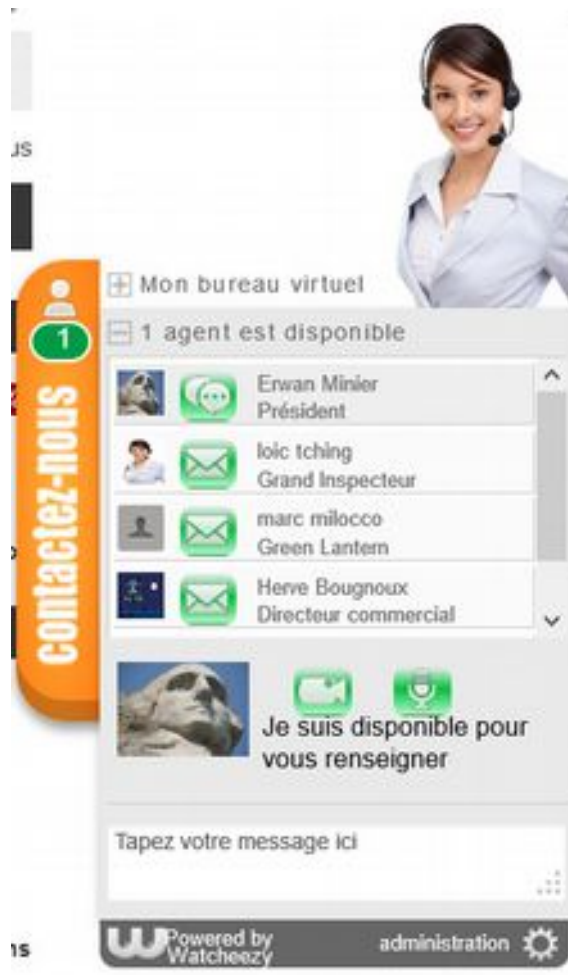 us
Mon bureau virtuel
1 agent est disponible
1
contactez-nous
Erwan Minier
Président
loic tching
Grand Inspecteur
marc milocco
Green Lantern
Herve Bougnoux
Directeur commercial
Je suis disponible pour
vous renseigner
Tapez votre message ici
Powered by
Watcheezy
administration
ns